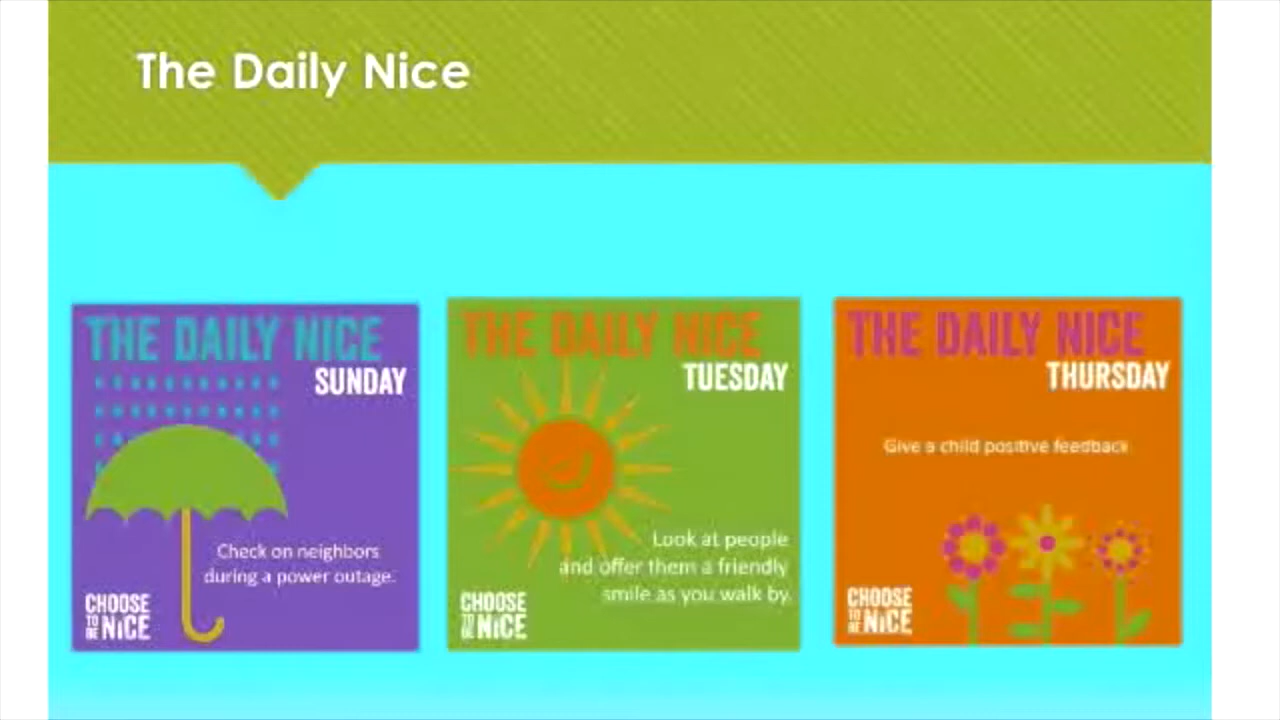 The Daily Nice
THE DAILY NICE
SUNDAY
Check on neighbors
during a power outage.
CHOOSE
TO BE NICE
THE DAILY NICE
TUESDAY
Look at people
and offer them a friendly
smile as you walk by.
CHOOSE
TO BE NICE
THE DAILY NICE
THURSDAY
Give a child positive feedback
CHOOSE
TO BE NICE